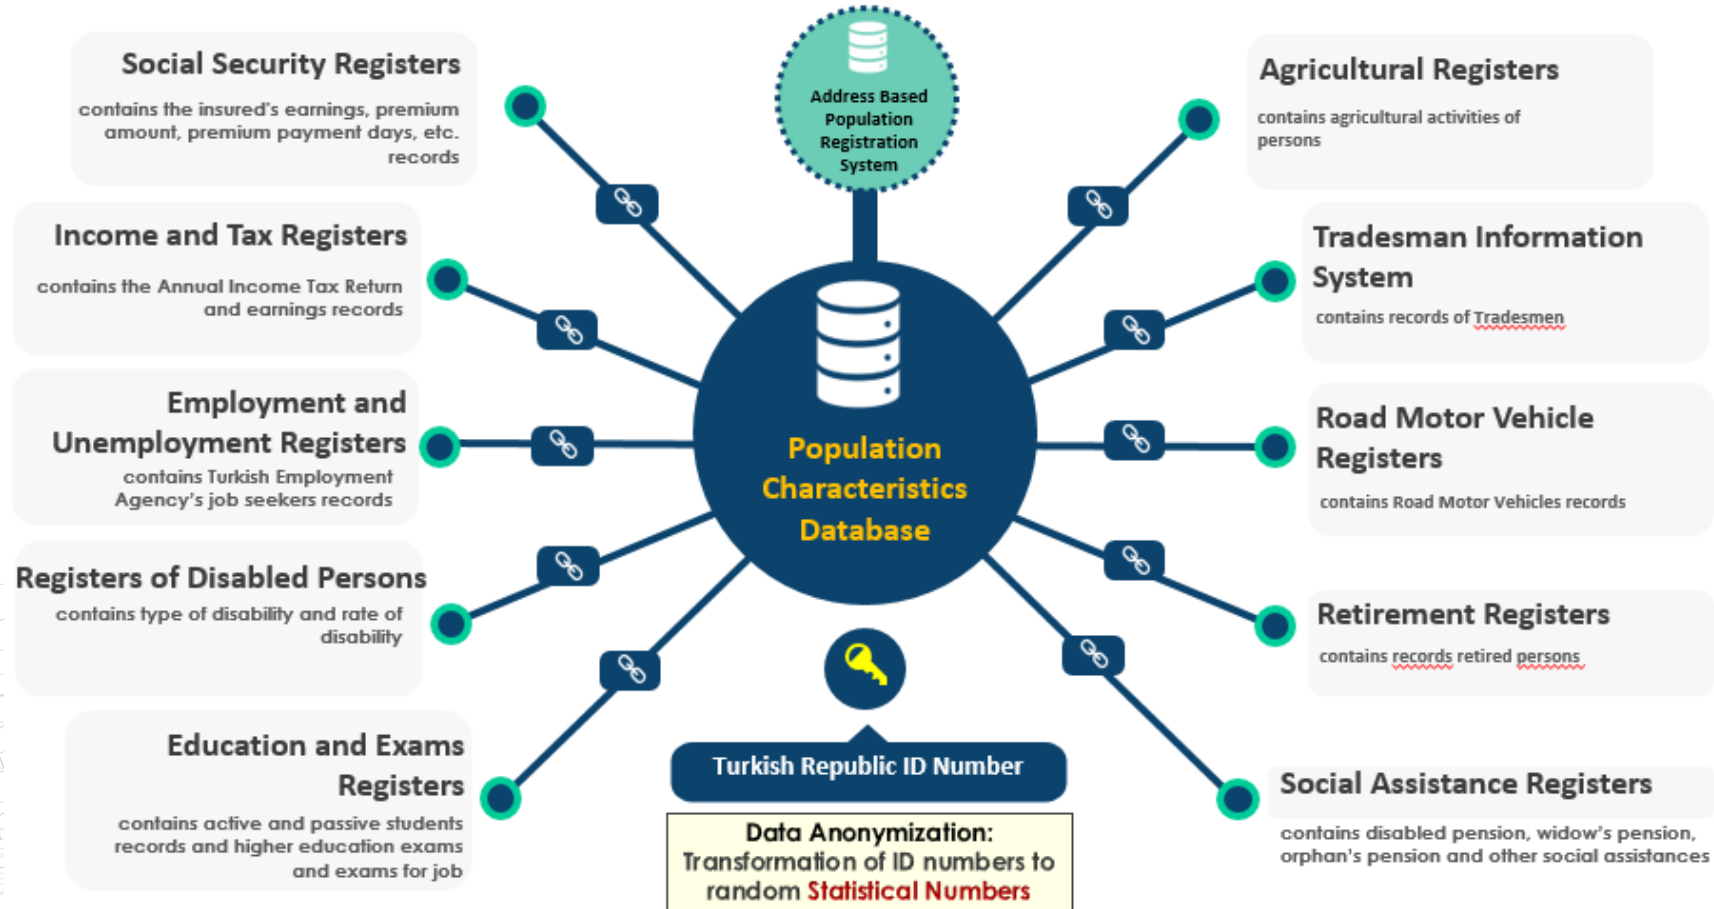 Social Security Registers
contains the insured's earnings, premium
amount, premium payment days, etc.
records
Income and Tax Registers
contains the Annual Income Tax Return
and earnings records
Employment and
Unemployment Registers
contains Turkish Employment
Agency's job seekers records
Registers of Disabled Persons
contains type of disability and rate of
disability
Education and Exams
Registers
contains active and passive students
records and higher education exams
and exams for job
Address Based
Population
Registration
System
Population
Characteristics
Database
Turkish Republic ID Number
Data Anonymization:
Transformation of ID numbers to
random Statistical Numbers
Agricultural Registers
contains agricultural activities of
persons
Tradesman Information
System
contains records of Tradesmen
Road Motor Vehicle
Registers
contains Road Motor Vehicles records
Retirement Registers
contains records retired persons
Social Assistance Registers
contains disabled pension, widow's pension,
orphan's pension and other social assistances